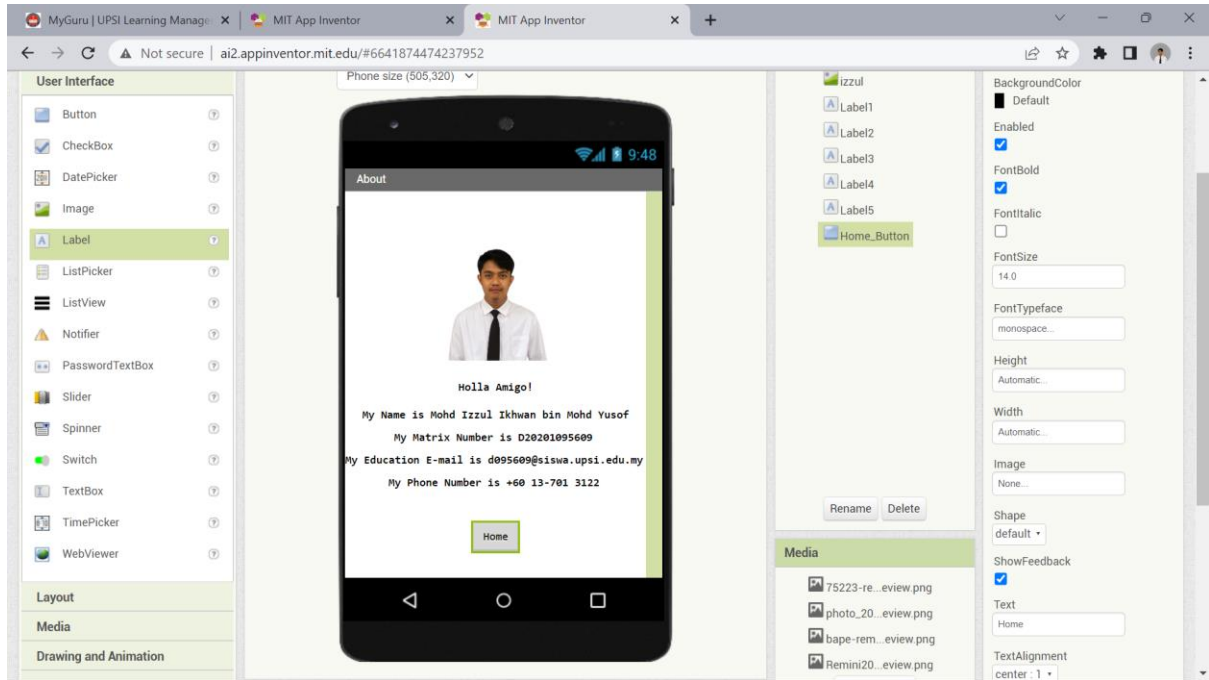 MyGuru | UPSI Learning Manage
MIT App Inventor
MIT App Inventor
Not secure | ai2.appinventor.mit.edu/#6641874474237952
User Interface
Button
CheckBox
DatePicker
Image
Label
ListPicker
ListView
Notifier
PasswordTextBox
Slider
Spinner
Switch
TextBox
TimePicker
WebViewer
Layout
Media
Drawing and Animation
Phone size (505,320)
9:48
About
Holla Amigo!
My Name is Mohd Izzul Ikhwan bin Mohd Yusof
My Matrix Number is D20201095609
My Education E-mail is d095609@siswa.upsi.edu.my
My Phone Number is +60 13-701 3122
Home
izzul
Label1
Label2
Label3
Label4
Label5
Home_Button
Rename Delete
Media
75223-re...eview.png
photo_20...eview.png
bape-rem...eview.png
Remini20...eview.png
BackgroundColor
Default
Enabled
FontBold
FontItalic
FontSize
14.0
FontTypeface
monospace...
Height
Automatic...
Width
Automatic...
Image
None...
Shape
default
ShowFeedback
Text
Home
TextAlignment
center : 1